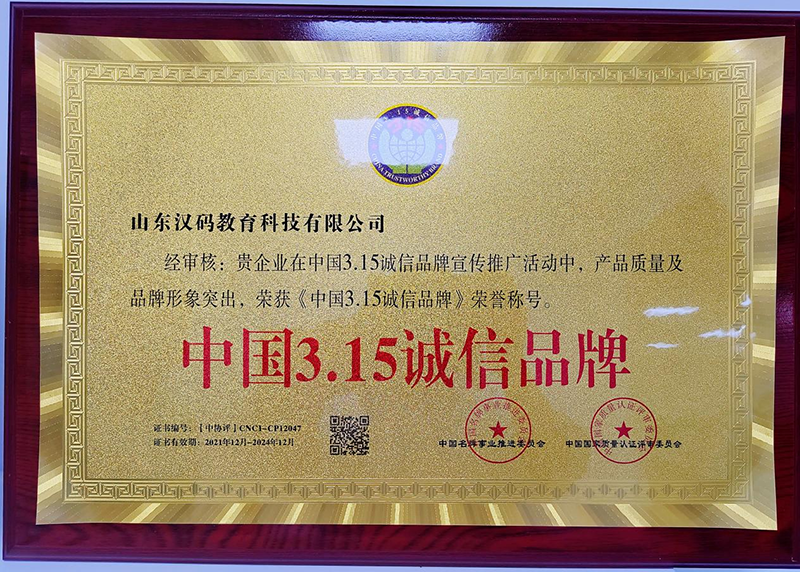 山东汉码教育科技有限公司
经审核：贵企业在中国3.15诚信品牌宣传推广活动中，产品质量及
品牌形象突出，荣获《中国3.15诚信品牌》荣誉称号。
中国3.15诚信品牌
证书编号：【中协评】CNCI-CP12047
证书有效期：2021年12月-2024年12月
中国名牌事业推进委员会
中国国家质量认证评审委员会